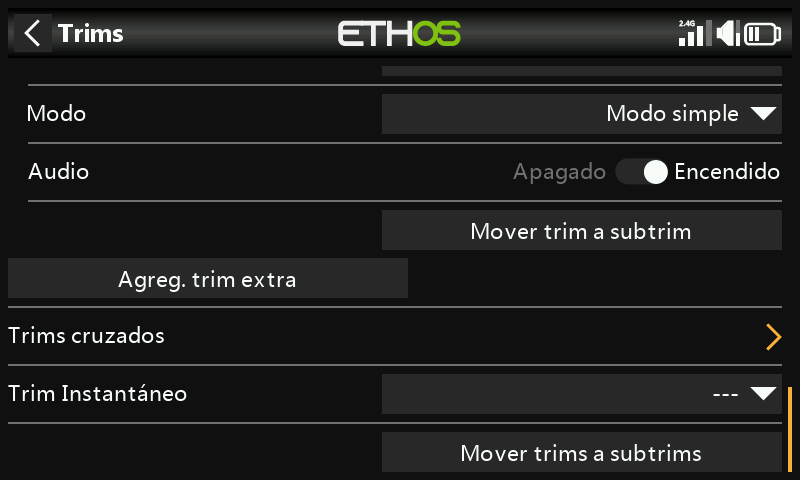 Trims
ETHOS
2.4G
Modo
Modo simple
Audio
Apagado
Encendido
Mover trim a subtrim
Agreg. trim extra
Trims cruzados
Trim Instantáneo
---
Mover trims a subtrims